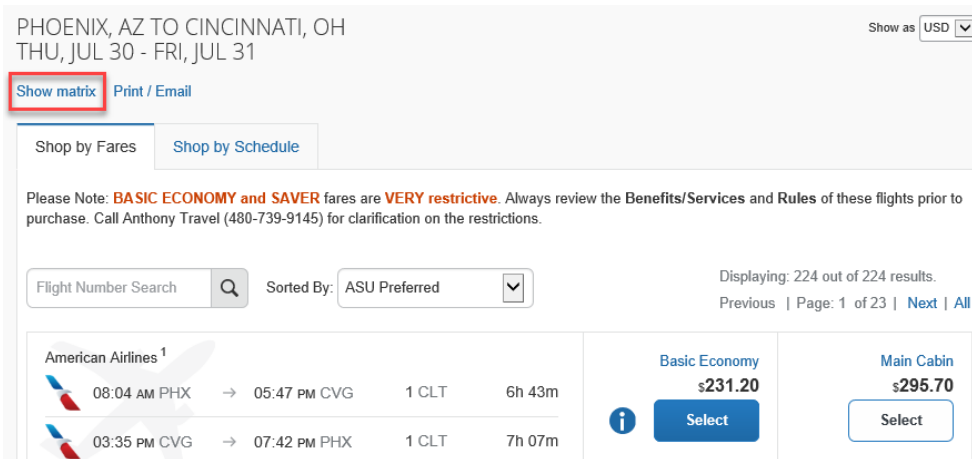 PHOENIX, AZ TO CINCINNATI, OH
THU, JUL 30 - FRI, JUL 31
Show as USD
Show matrix Print / Email
Shop by Fares Shop by Schedule
Please Note: BASIC ECONOMY and SAVER fares are VERY restrictive. Always review the Benefits/Services and Rules of these flights prior to
purchase. Call Anthony Travel (480-739-9145) for clarification on the restrictions.
Flight Number Search Sorted By: ASU Preferred
Displaying: 224 out of 224 results.
Previous | Page: 1 of 23 | Next | All
American Airlines 1
08:04 AM PHX → 05:47 PM CVG 1 CLT 6h 43m
03:35 PM CVG → 07:42 PM PHX 1 CLT 7h 07m
Basic Economy
$231.20
Select
Main Cabin
$295.70
Select